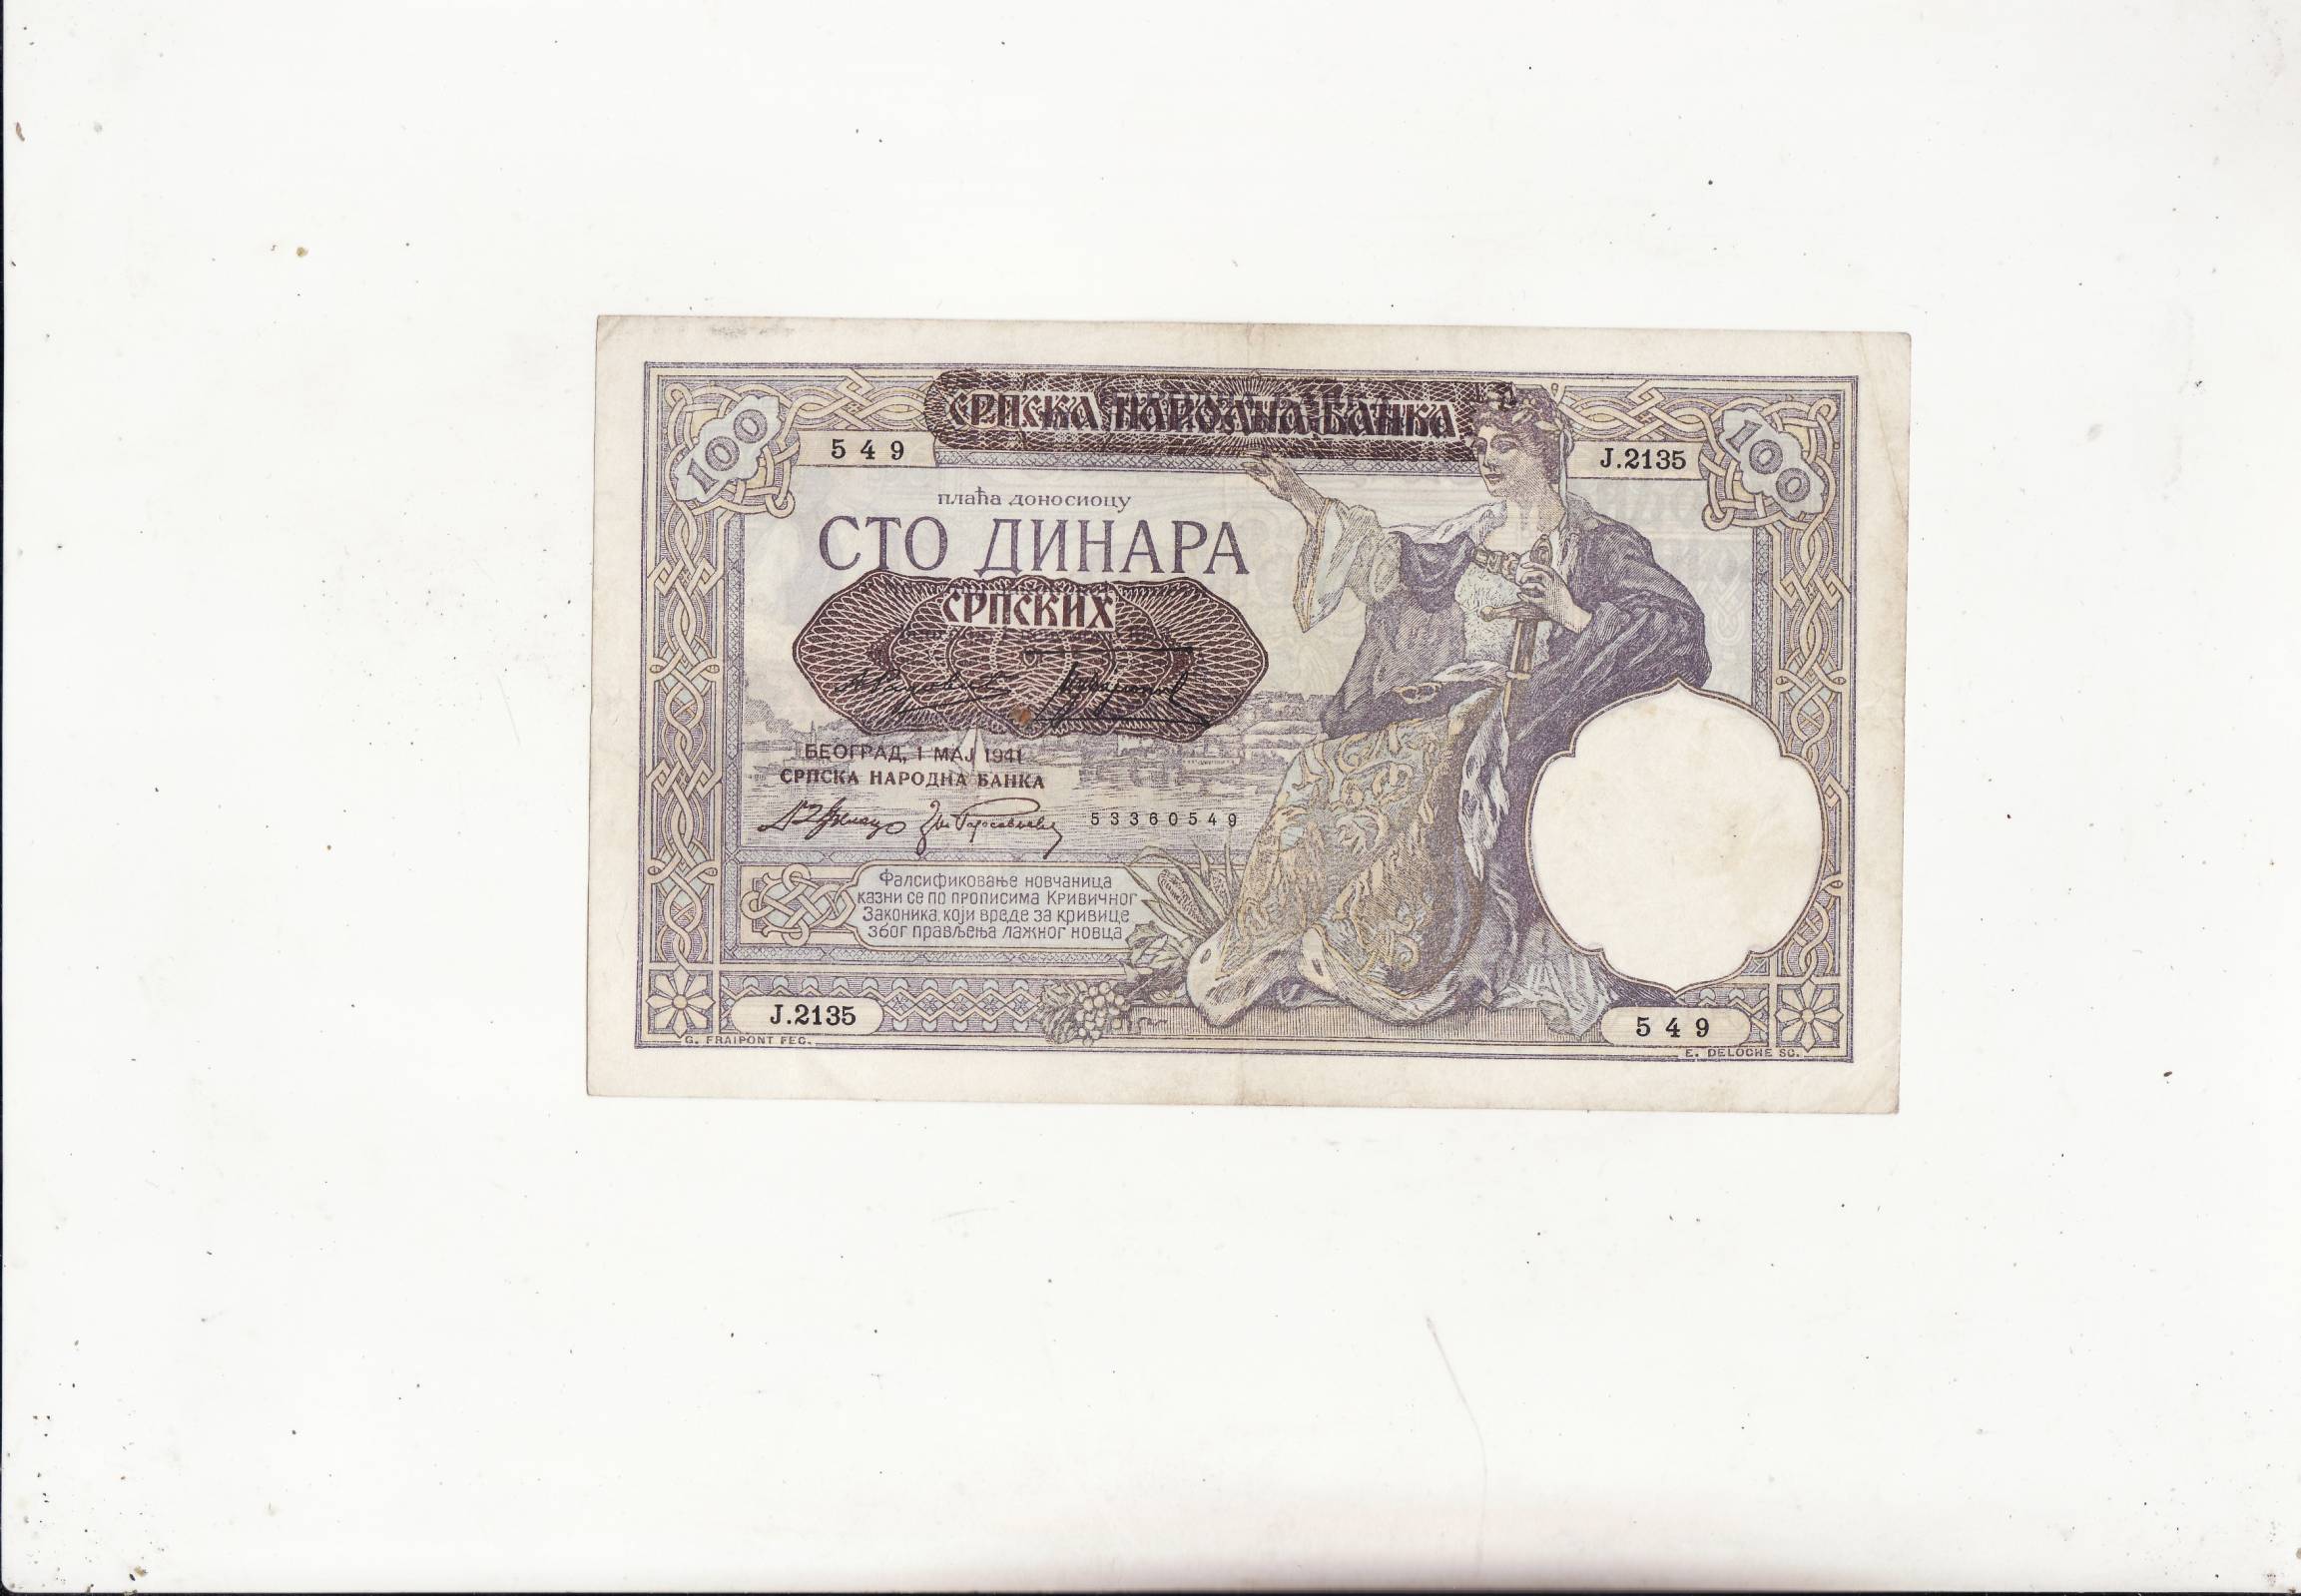 СРПСКА НАРОДНА БАНКА
100
549
J.2135
100
плаћа доносиоцу
СТО ДИНАРА
СРПСКИХ
БЕОГРАД, 1 МАЈ 1941
СРПСКА НАРОДНА БАНКА
53360549
Фалсификовање новчаница
казни се по прописима Кривичног
Законика, који вреде за кривице
због прављења лажног новца
J.2135
549
G. FRAIPONT FEC.
E. DELOCHE SC.